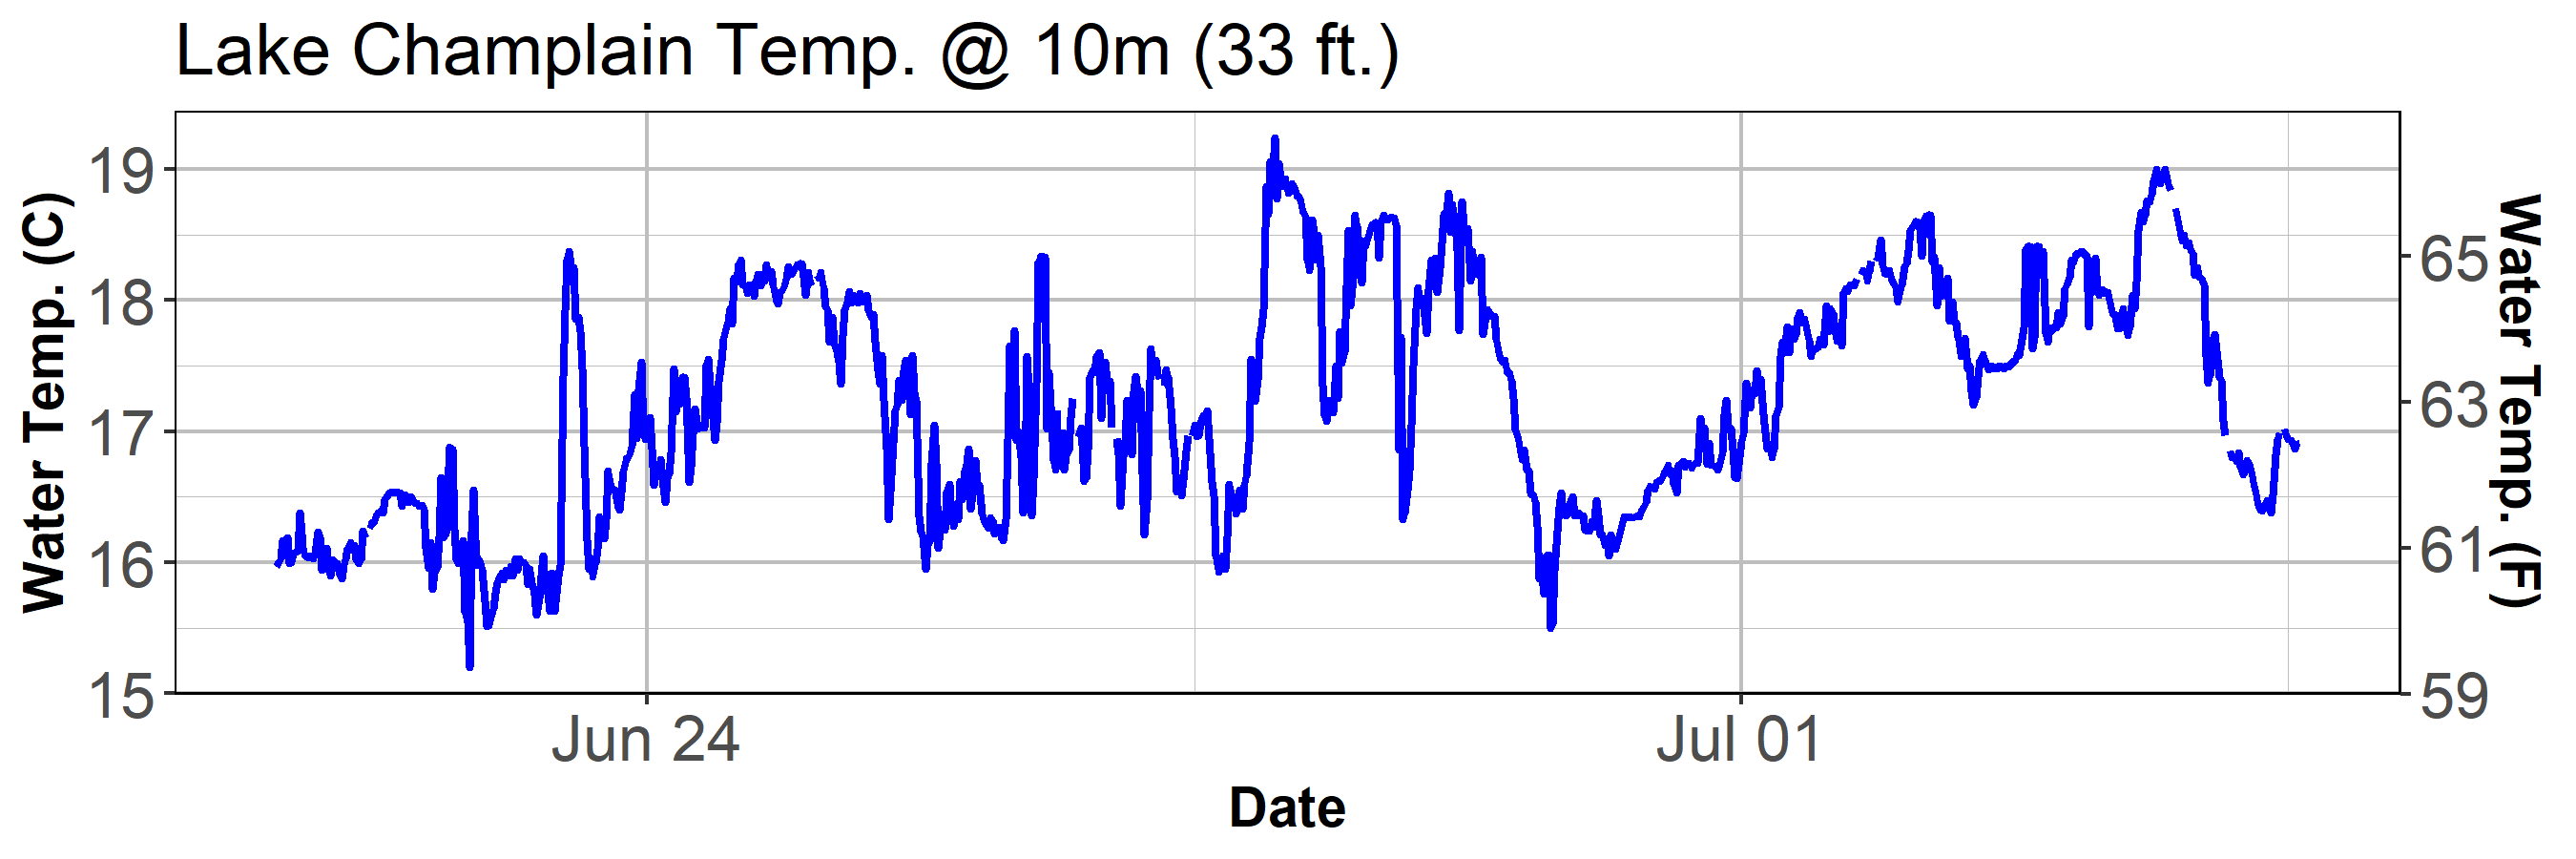 Lake Champlain Temp. @ 10m (33 ft.)
Water Temp. (C)
19
18
17
16
15
65
63
61
59
Water Temp. (F)
Jun 24
Jul 01
Date